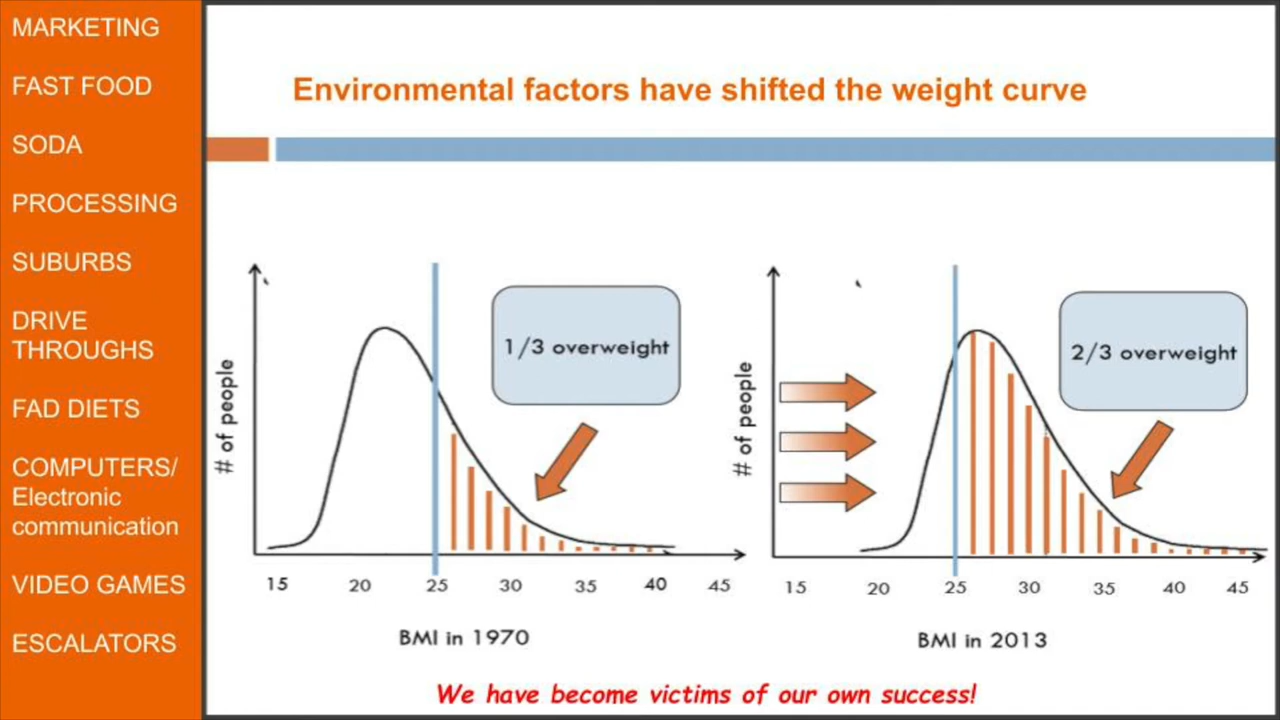 MARKETING
FAST FOOD
SODA
PROCESSING
SUBURBS
DRIVE
THROUGHS
FAD DIETS
COMPUTERS/
Electronic
communication
VIDEO GAMES
ESCALATORS
Environmental factors have shifted the weight curve
# of people
1/3 overweight
15 20 25 30 35 40 45
BMI in 1970
# of people
2/3 overweight
15 20 25 30 35 40 45
BMI in 2013
We have become victims of our own success!